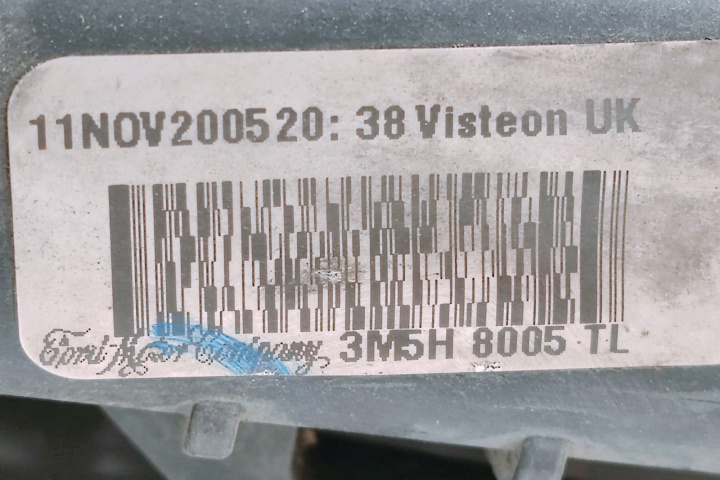 11NOV200520:38 Visteon UK
Ford Motor Company 3M5H 8005 TL